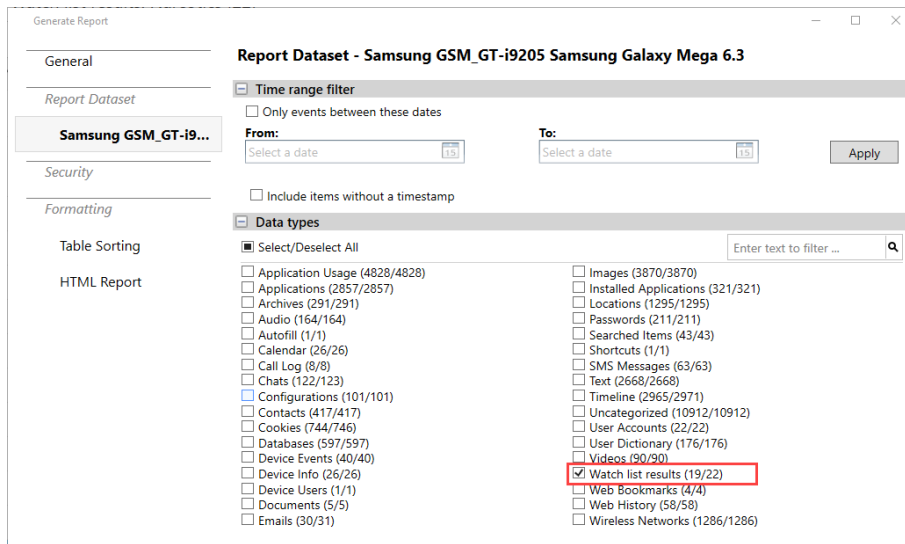 Generate Report
General
Report Dataset
Samsung GSM_GT-i9...
Security
Formatting
Table Sorting
HTML Report
Report Dataset - Samsung GSM_GT-i9205 Samsung Galaxy Mega 6.3
Time range filter
Only events between these dates
From: To:
Select a date 15 Select a date 15 Apply
Include items without a timestamp
Data types
Select/Deselect All Enter text to filter ...
Application Usage (4828/4828)
Applications (2857/2857)
Archives (291/291)
Audio (164/164)
Autofill (1/1)
Calendar (26/26)
Call Log (8/8)
Chats (122/123)
Configurations (101/101)
Contacts (417/417)
Cookies (744/746)
Databases (597/597)
Device Events (40/40)
Device Info (26/26)
Device Users (1/1)
Documents (5/5)
Emails (30/31)
Images (3870/3870)
Installed Applications (321/321)
Locations (1295/1295)
Passwords (211/211)
Searched Items (43/43)
Shortcuts (1/1)
SMS Messages (63/63)
Text (2668/2668)
Timeline (2965/2971)
Uncategorized (10912/10912)
User Accounts (22/22)
User Dictionary (176/176)
Videos (90/90)
Watch list results (19/22)
Web Bookmarks (4/4)
Web History (58/58)
Wireless Networks (1286/1286)